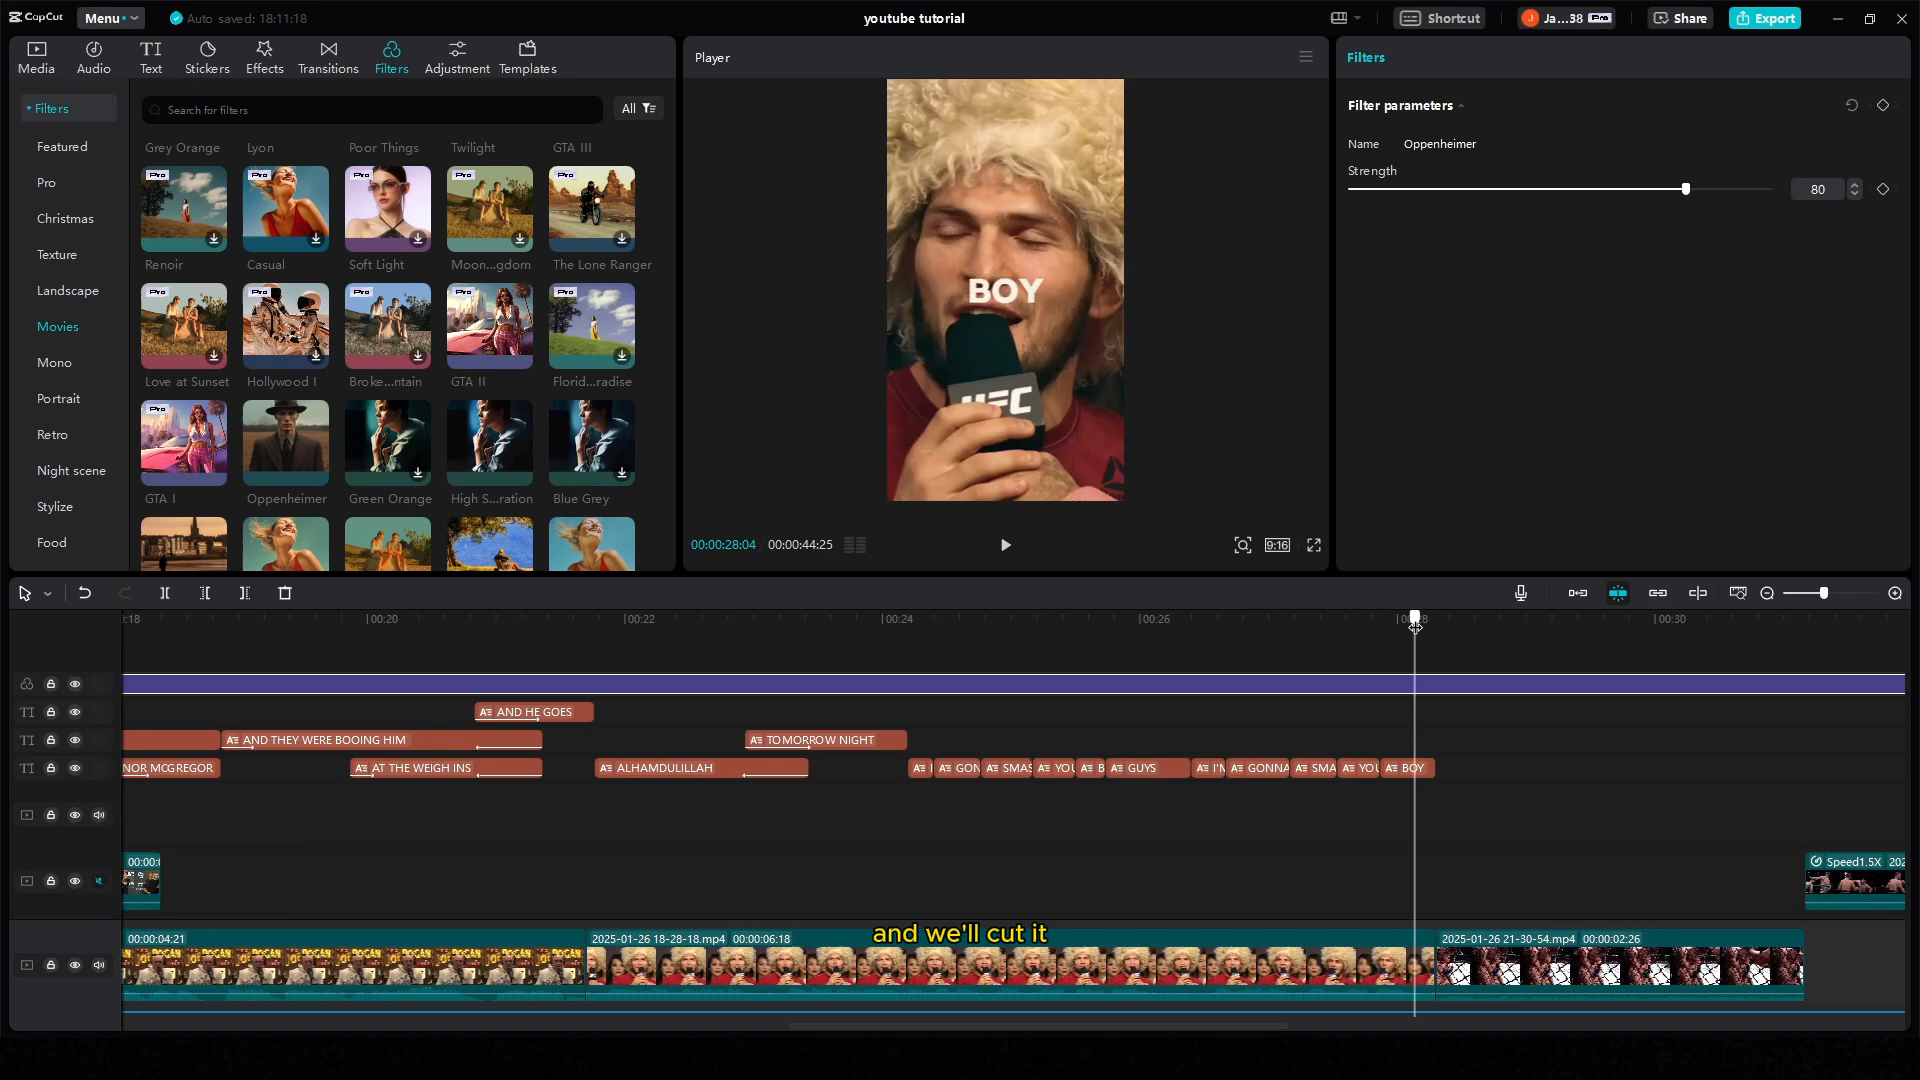 CapCut
Menu
Auto saved: 18:11:18
youtube tutorial
Shortcut
Ja...38
Pro
Share
Export
Media
Audio
Text
Stickers
Effects
Transitions
Filters
Adjustment
Templates
Player
Filters
Filters
Search for filters
All
Filter parameters
Featured
Grey Orange
Lyon
Poor Things
Twilight
GTA III
Name
Oppenheimer
Strength
80
Pro
Pro
Pro
Pro
Pro
Pro
Christmas
Texture
Renoir
Casual
Soft Light
Moon...gdom
The Lone Ranger
Landscape
Pro
Pro
Pro
Pro
Pro
BOY
Movies
Mono
Love at Sunset
Hollywood I
Broke...ntain
GTA II
Florid...radise
Portrait
Pro
UFC
Retro
Night scene
GTA I
Oppenheimer
Green Orange
High S...ration
Blue Grey
Stylize
Food
00:00:28:04
00:00:44:25
9:16
:18
00:20
00:22
00:24
00:26
00:30
AND HE GOES
AND THEY WERE BOOING HIM
TOMORROW NIGHT
NOR MCGREGOR
AT THE WEIGH INS
ALHAMDULILLAH
I
GON
SMAS
YOU
B
GUYS
I'M
GONNA
SMA
YOU
BOY
00:00:0
Speed1.5X 202
and we'll cut it
00:00:04:21
2025-01-26 18-28-18.mp4 00:00:06:18
2025-01-26 21-30-54.mp4 00:00:02:26